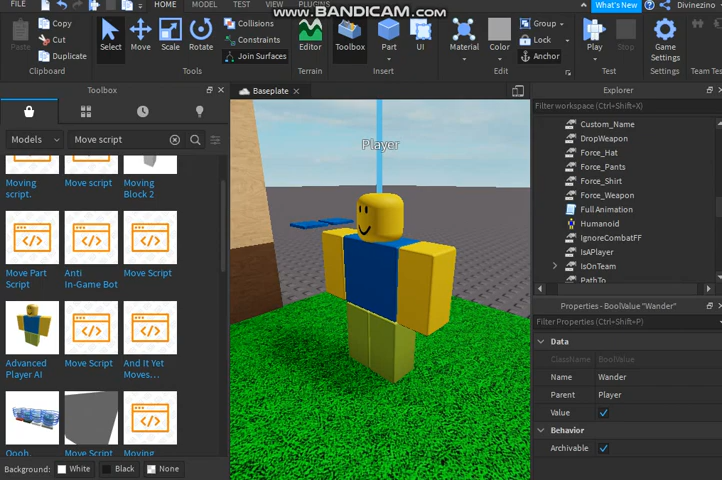 FILE
HOME
MODEL
TEST
VIEW
PLUGINS
www.BANDICAM.com
What's New
Divinezino
Paste
Copy
Cut
Duplicate
Clipboard
Select
Move
Scale
Rotate
Tools
Collisions
Constraints
Join Surfaces
Editor
Terrain
Toolbox
Part
UI
Insert
Material
Color
Group
Lock
Anchor
Edit
Play
Stop
Testing
Game
Settings
Settings
Team
Team Test
Toolbox
Models
Move script
Moving
script.
Move script
Moving
Block 2
Move Part
Script
Anti
In-Game Bot
Move Script
Advanced
Player AI
Move Script
And It Yet
Moves...
Ooob.
Move Script
Moving
Background:
White
Black
None
Baseplate
Player
Explorer
Filter workspace (Ctrl+Shift+X)
Custom_Name
DropWeapon
Force_Hat
Force_Pants
Force_Shirt
Force_Weapon
Full Animation
Humanoid
IgnoreCombatFF
IsAPlayer
IsOnTeam
PathTo
Properties - BoolValue "Wander"
Filter Properties (Ctrl+Shift+P)
Data
ClassName BoolValue
Name Wander
Parent Player
Value
Behavior
Archivable